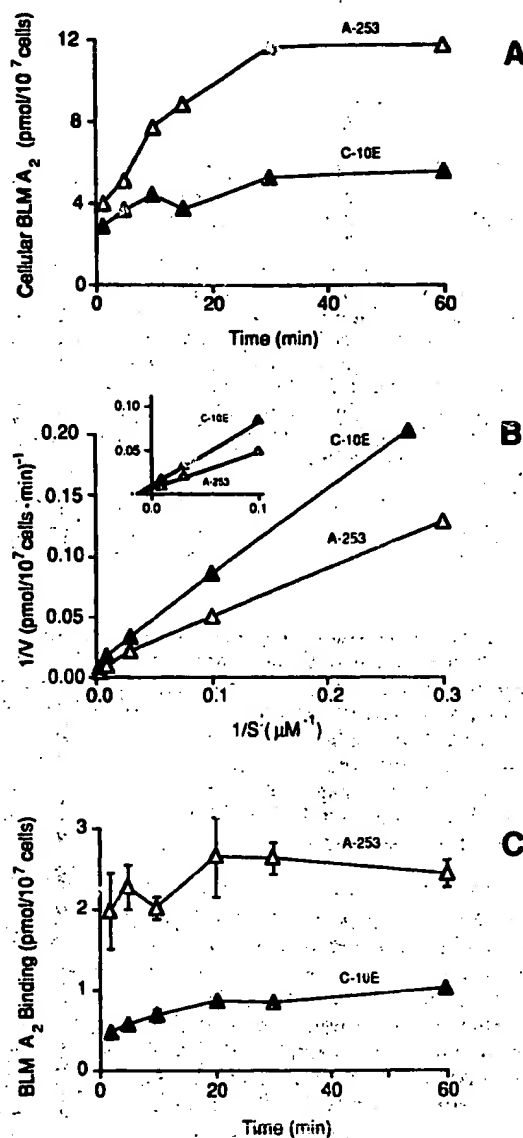 A
Cellular BLM A2 (pmol/10^7 cells)
12
8
4
0
A-253
C-10E
0
20
40
60
Time (min)
B
1/V (pmol/10^7 cells·min)^-1
0.20
0.15
0.10
0.05
0.00
0.10
0.05
C-10E
A-253
0.0
0.1
C-10E
A-253
0.0
0.1
0.2
0.3
1/S (μM^-1)
C
BLM A2 Binding (pmol/10^7 cells)
3
2
1
0
A-253
C-10E
0
20
40
60
Time (min)